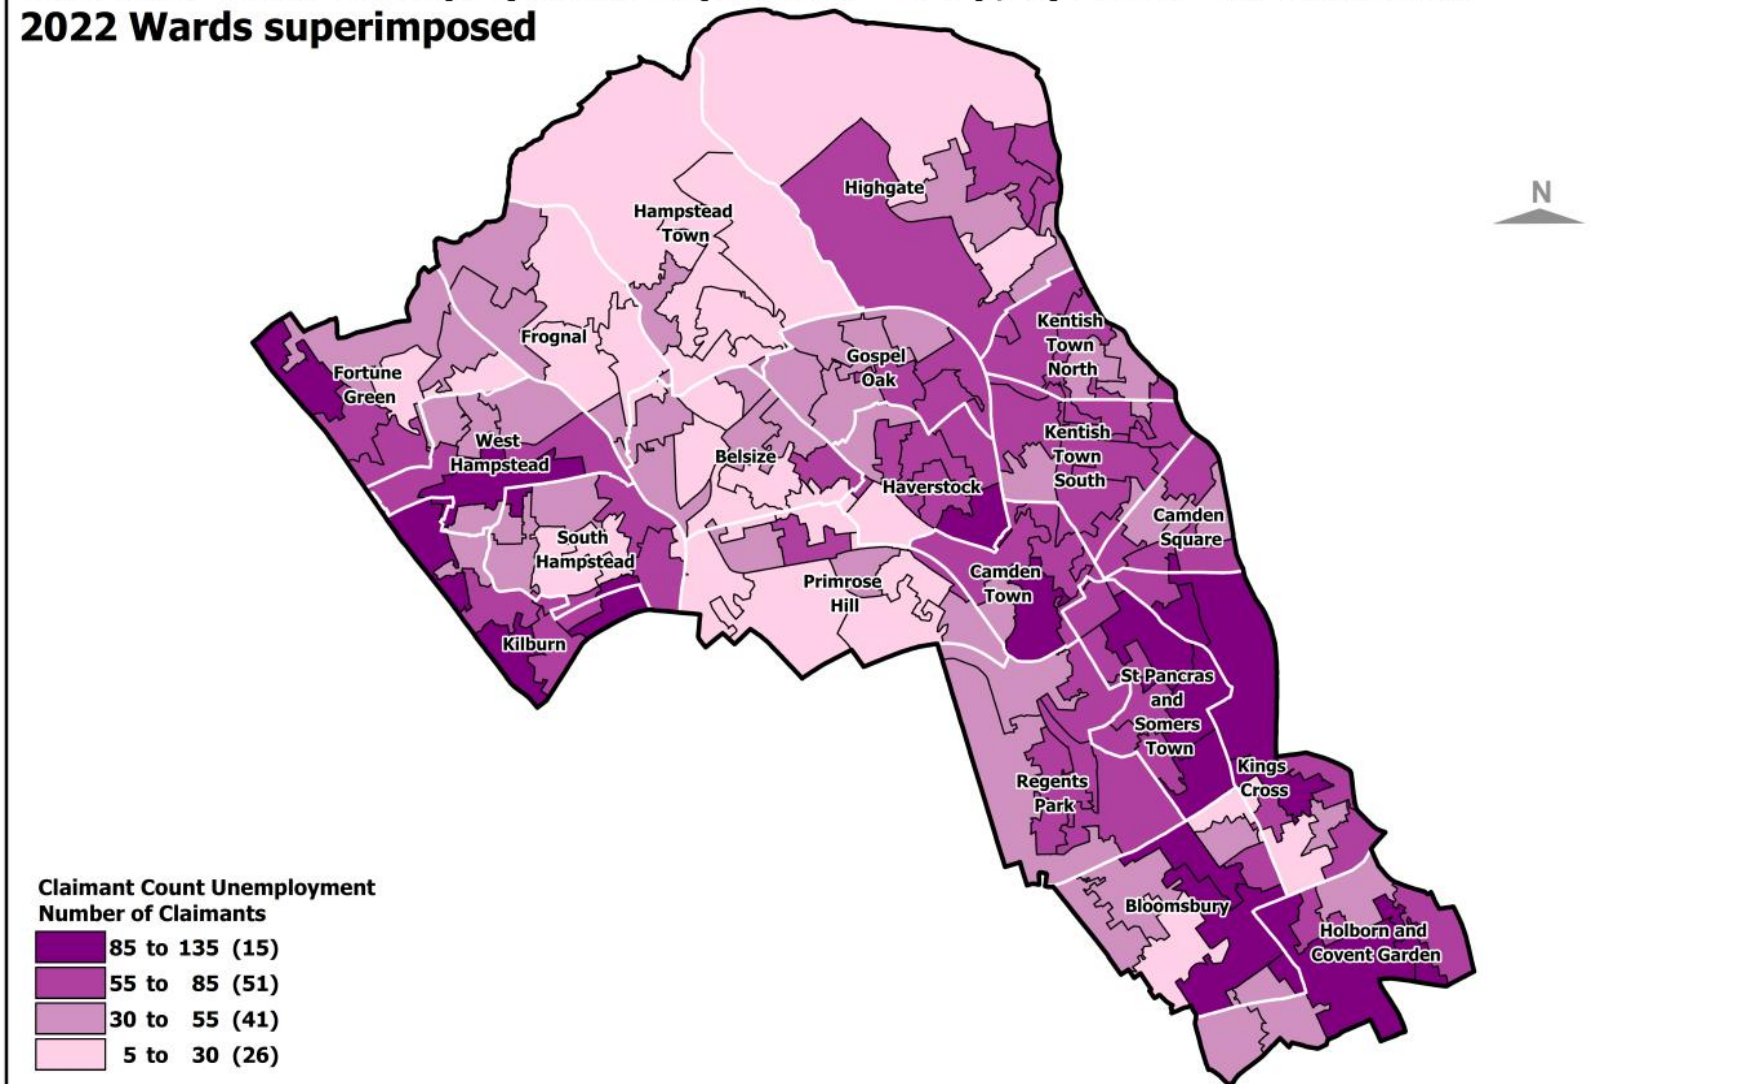 2022 Wards superimposed
N
Highgate
Hampstead
Town
Kentish
Town
North
Frognal
Gospel
Oak
Fortune
Green
West
Hampstead
Kentish
Town
South
Belsize
Haverstock
Camden
Square
South
Hampstead
Camden
Town
Primrose
Hill
Kilburn
St Pancras
and
Somers
Town
Kings
Cross
Regents
Park
Bloomsbury
Holborn and
Covent Garden
Claimant Count Unemployment
Number of Claimants
85 to 135 (15)
55 to 85 (51)
30 to 55 (41)
5 to 30 (26)